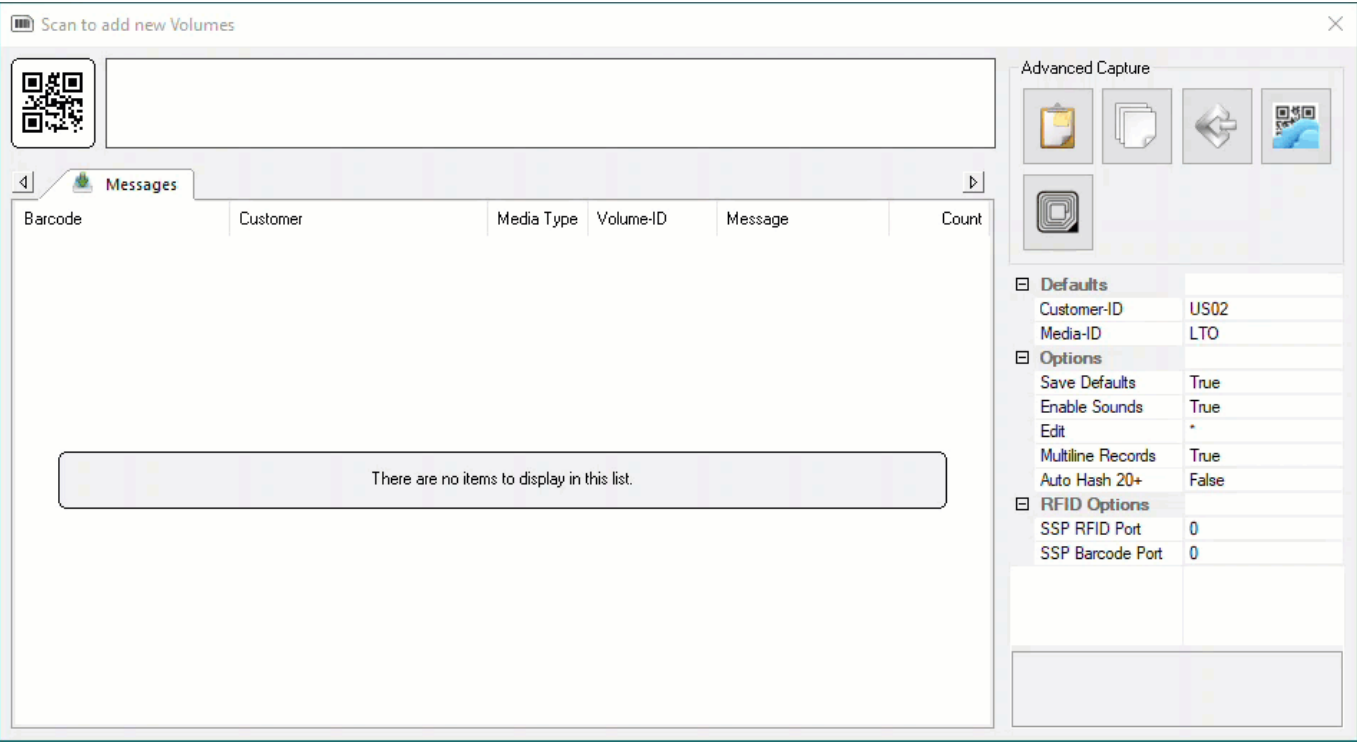 Scan to add new Volumes
Advanced Capture
Messages
Barcode Customer Media Type Volume-ID Message Count
There are no items to display in this list.
Defaults
Customer-ID US02
Media-ID LTO
Options
Save Defaults True
Enable Sounds True
Edit *
Multiline Records True
Auto Hash 20+ False
RFID Options
SSP RFID Port 0
SSP Barcode Port 0